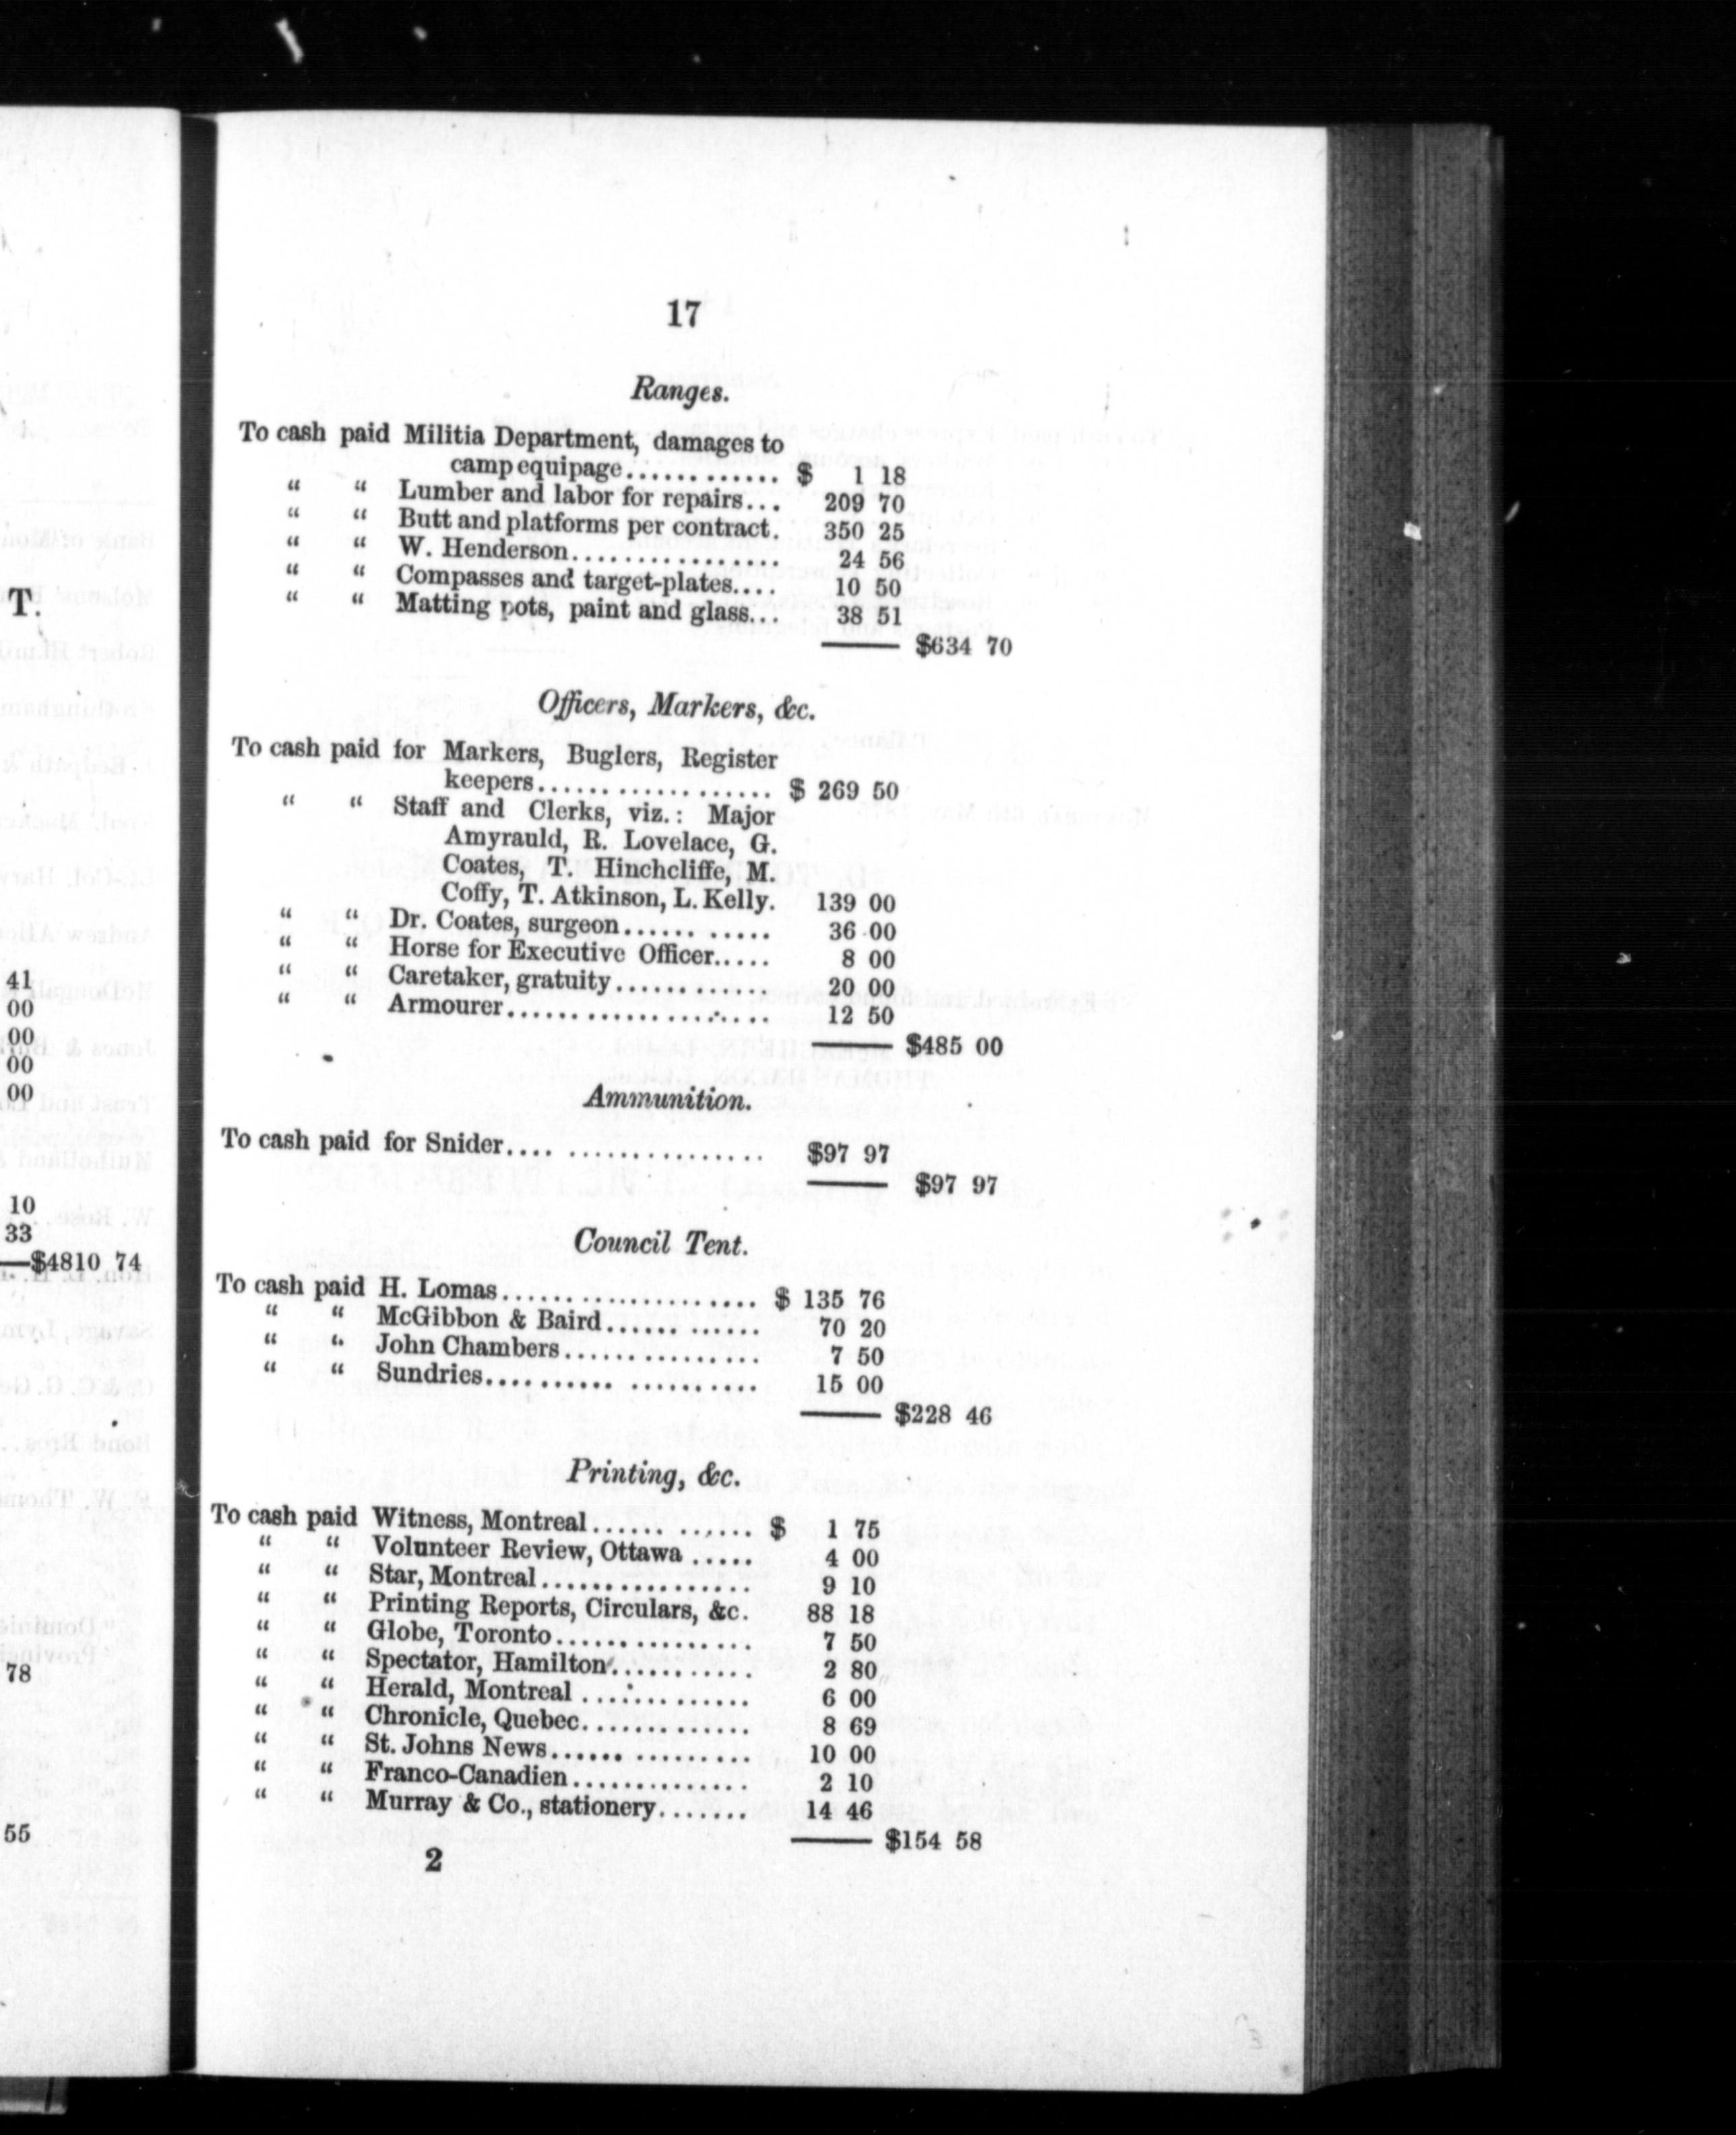 17
Ranges.
To cash paid Militia Department, damages to
camp equipage............ $ 1 18
“ “ Lumber and labor for repairs... 209 70
“ “ Butt and platforms per contract. 350 25
“ “ W. Henderson.................. 24 56
“ “ Compasses and target-plates.... 10 50
“ “ Matting pots, paint and glass... 38 51
$634 70
Officers, Markers, &c.
To cash paid for Markers, Buglers, Register
keepers.................. $ 269 50
“ “ Staff and Clerks, viz.: Major
Amyrauld, R. Lovelace, G.
Coates, T. Hinchcliffe, M.
Coffy, T. Atkinson, L. Kelly. 139 00
“ “ Dr. Coates, surgeon........... 36 00
“ “ Horse for Executive Officer..... 8 00
“ “ Caretaker, gratuity............ 20 00
“ “ Armourer..................... 12 50
$485 00
Ammunition.
To cash paid for Snider.... .............. $97 97
$97 97
Council Tent.
To cash paid H. Lomas.................... $ 135 76
“ “ McGibbon & Baird...... ...... 70 20
“ “ John Chambers................ 7 50
“ “ Sundries.......... .......... 15 00
$228 46
Printing, &c.
To cash paid Witness, Montreal...... ...... $ 1 75
“ “ Volunteer Review, Ottawa ..... 4 00
“ “ Star, Montreal................ 9 10
“ “ Printing Reports, Circulars, &c. 88 18
“ “ Globe, Toronto................ 7 50
“ “ Spectator, Hamilton........... 2 80
“ “ Herald, Montreal ............. 6 00
“ “ Chronicle, Quebec............. 8 69
“ “ St. Johns News...... ......... 10 00
“ “ Franco-Canadien.............. 2 10
“ “ Murray & Co., stationery....... 14 46
$154 58
2
T.
41
00
00
00
00
10
33
$4810 74
78
55